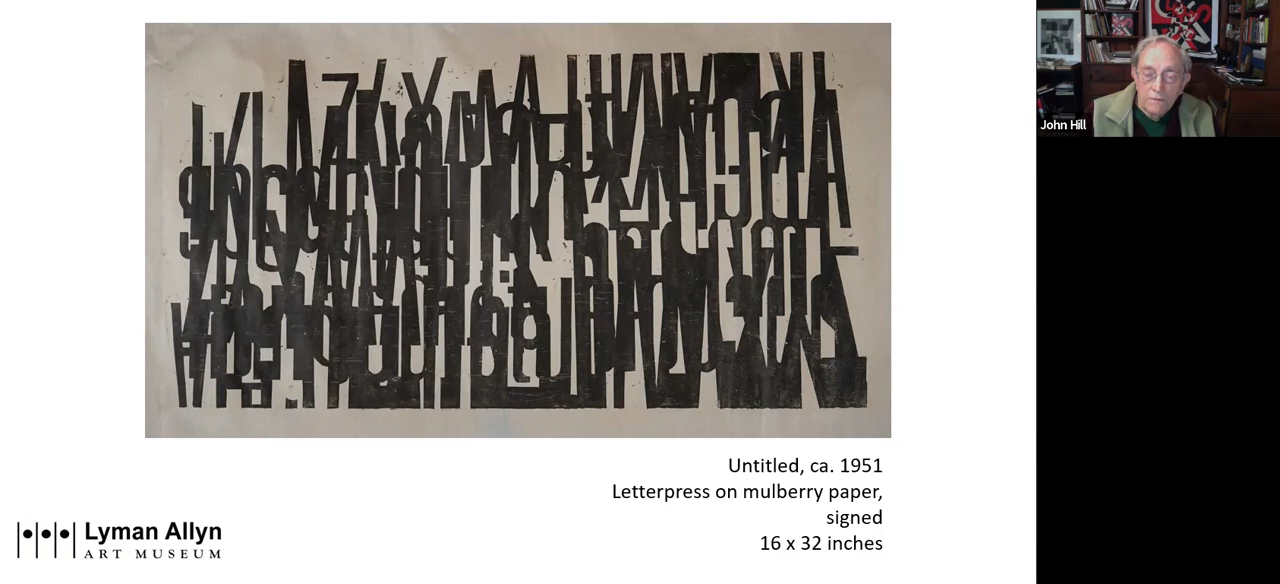 John Hill
Untitled, ca. 1951
Letterpress on mulberry paper,
signed
16 x 32 inches
Lyman Allyn
ART MUSEUM